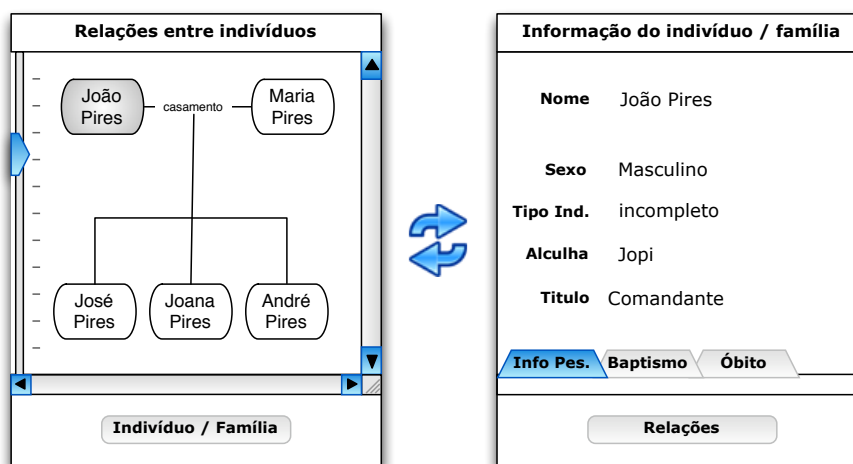 Relações entre indivíduos
João
Pires
casamento
Maria
Pires
José
Pires
Joana
Pires
André
Pires
Indivíduo / Família
Informação do indivíduo / família
Nome João Pires
Sexo Masculino
Tipo Ind. incompleto
Alculha Jopi
Titulo Comandante
Info Pes. Baptismo Óbito
Relações